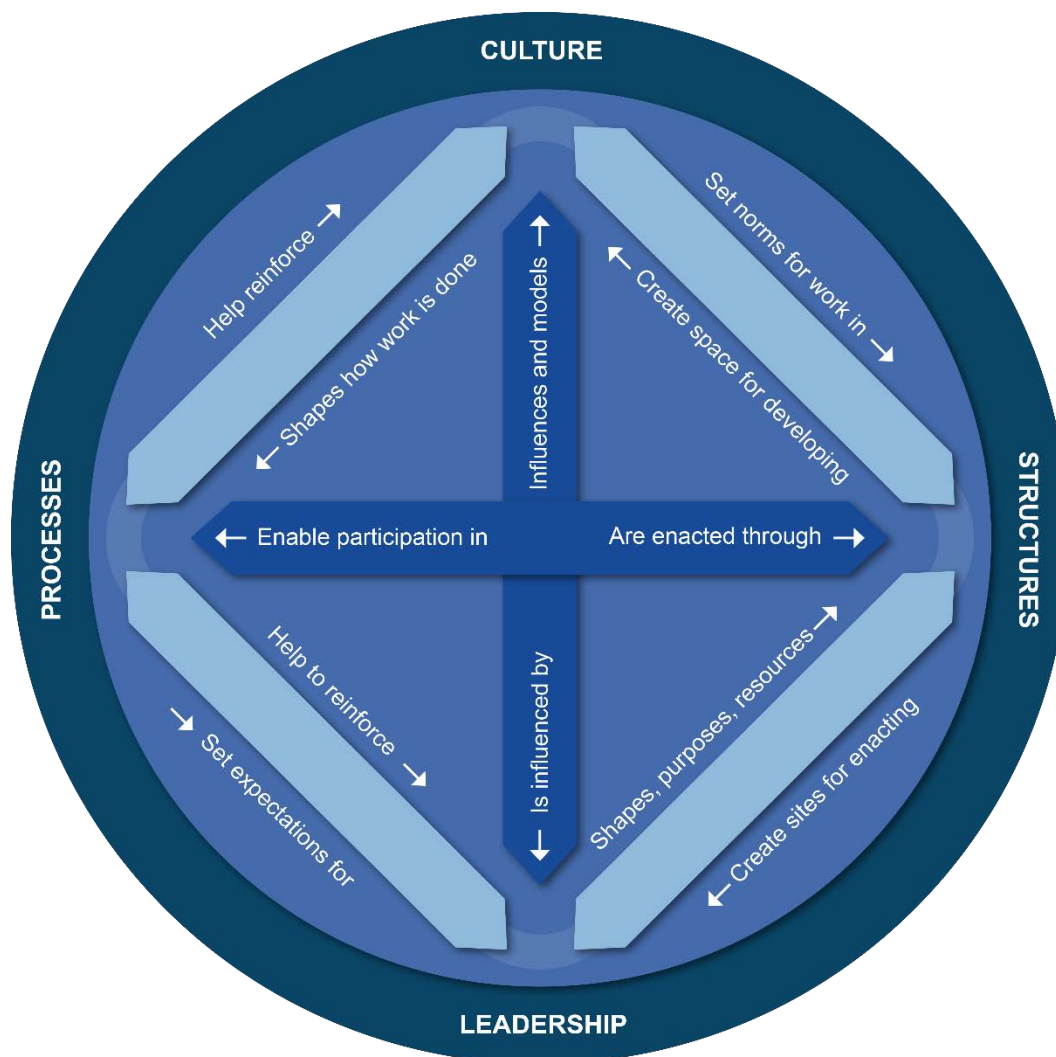 CULTURE
Help reinforce →
← Shapes how work is done
Influences and models →
Set norms for work in →
← Create space for developing
PROCESSES
← Enable participation in
Are enacted through →
STRUCTURES
Help to reinforce →
← Is influenced by
Shapes, purposes, resources →
→ Set expectations for
← Create sites for enacting
LEADERSHIP